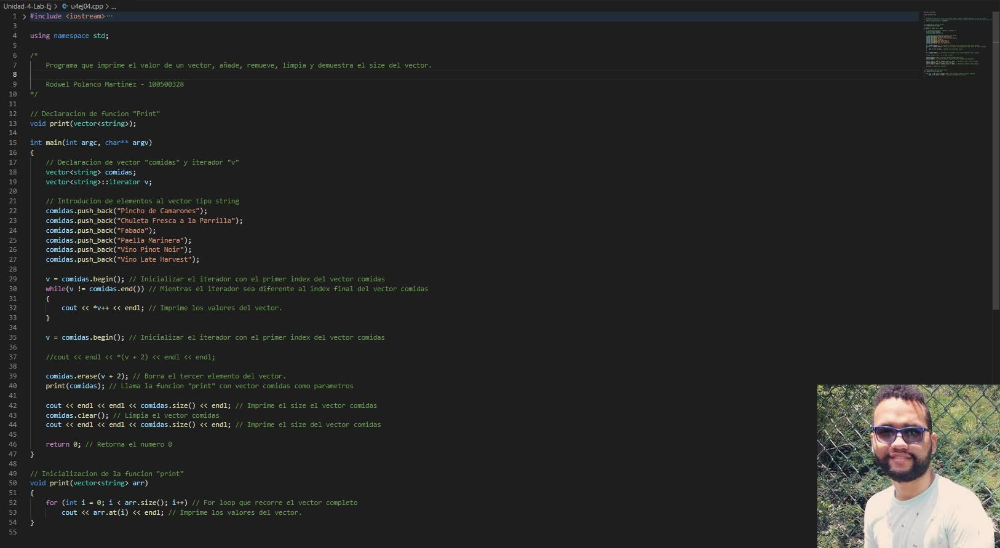 Unidad-4-Lab-Ej > u4ej04.cpp > ...
1 > #include <iostream>···
3
4 using namespace std;
5
6 /*
7     Programa que imprime el valor de un vector, añade, remueve, limpia y demuestra el size del vector.
8
9     Rodwel Polanco Martinez - 100500328
10 */
11
12 // Declaracion de funcion "Print"
13 void print(vector<string>);
14
15 int main(int argc, char** argv)
16 {
17     // Declaracion de vector "comidas" y iterador "v"
18     vector<string> comidas;
19     vector<string>::iterator v;
20
21     // Introducion de elementos al vector tipo string
22     comidas.push_back("Pincho de Camarones");
23     comidas.push_back("Chuleta Fresca a la Parrilla");
24     comidas.push_back("Fabada");
25     comidas.push_back("Paella Marinera");
26     comidas.push_back("Vino Pinot Noir");
27     comidas.push_back("Vino Late Harvest");
28
29     v = comidas.begin(); // Inicializar el iterador con el primer index del vector comidas
30     while(v != comidas.end()) // Mientras el iterador sea diferente al index final del vector comidas
31     {
32         cout << *v++ << endl; // Imprime los valores del vector.
33     }
34
35     v = comidas.begin(); // Inicializar el iterador con el primer index del vector comidas
36
37     //cout << endl << *(v + 2) << endl << endl;
38
39     comidas.erase(v + 2); // Borra el tercer elemento del vector.
40     print(comidas); // Llama la funcion "print" con vector comidas como parametros
41
42     cout << endl << endl << comidas.size() << endl; // Imprime el size el vector comidas
43     comidas.clear(); // Limpia el vector comidas
44     cout << endl << endl << comidas.size() << endl; // Imprime el size del vector comidas
45
46     return 0; // Retorna el numero 0
47 }
48
49 // Inicializacion de la funcion "print"
50 void print(vector<string> arr)
51 {
52     for (int i = 0; i < arr.size(); i++) // For loop que recorre el vector completo
53         cout << arr.at(i) << endl; // Imprime los valores del vector.
54 }
55